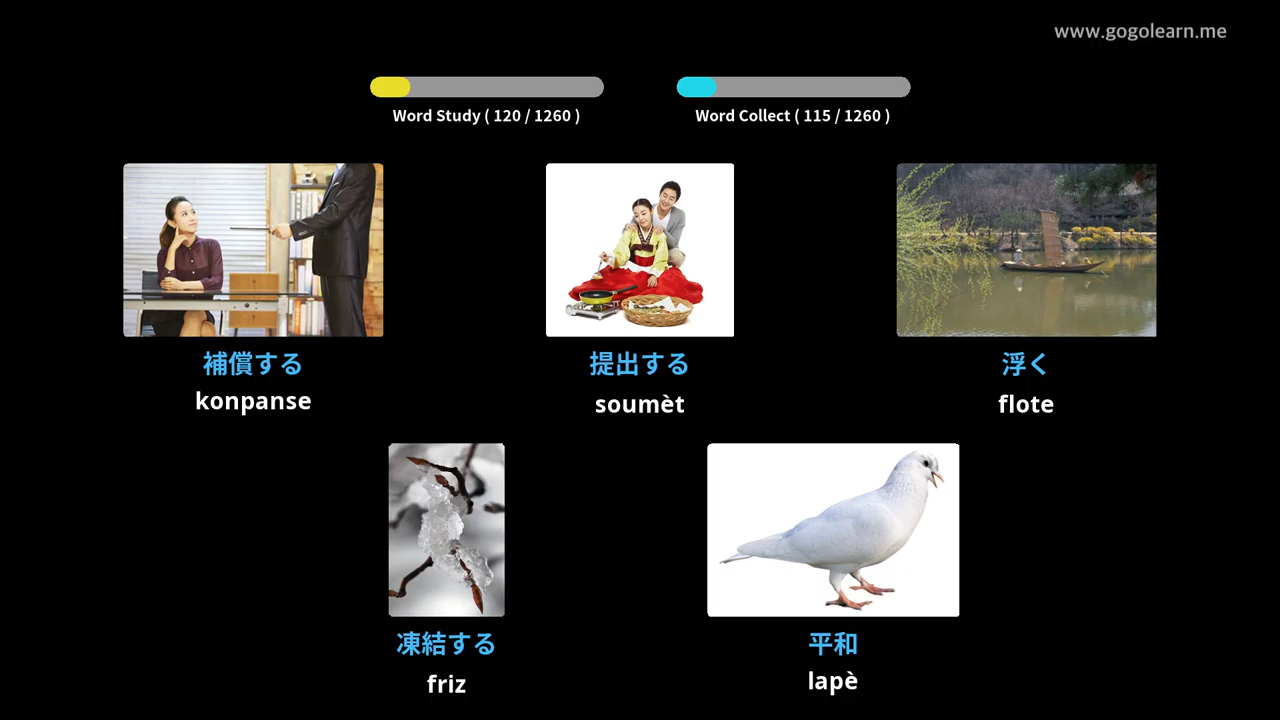 www.gogolearn.me
Word Study ( 120 / 1260 )
Word Collect ( 115 / 1260 )
補償する
konpanse
提出する
soumèt
浮く
flote
凍結する
friz
平和
lapè